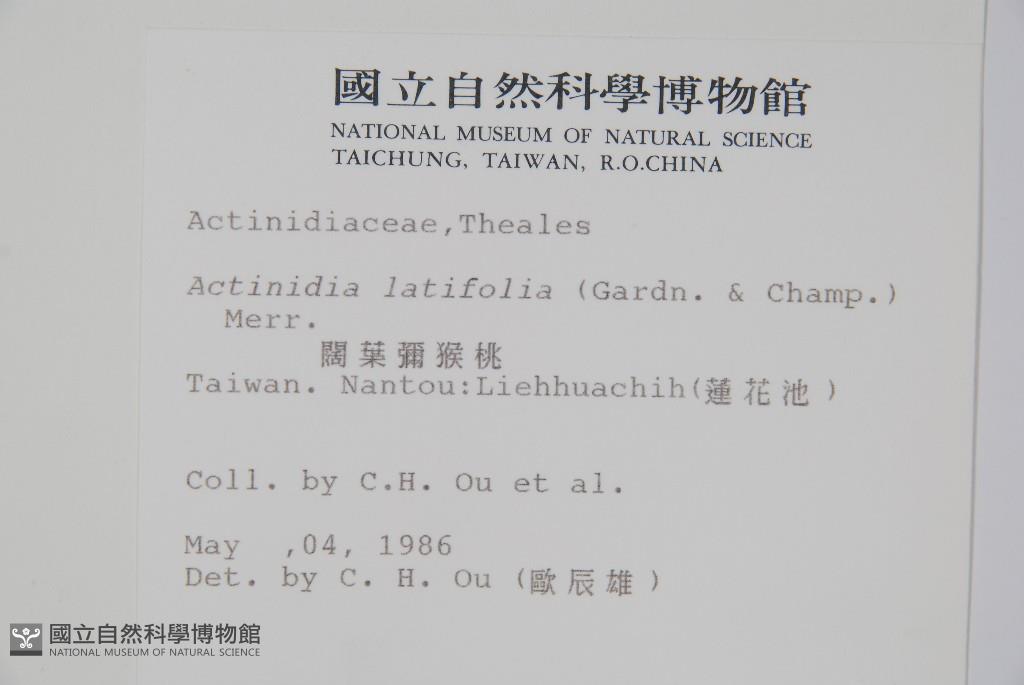 國立自然科學博物館
NATIONAL MUSEUM OF NATURAL SCIENCE
TAICHUNG, TAIWAN, R.O.CHINA
Actinidiaceae,Theales
Actinidia latifolia (Gardn. & Champ.)
Merr.
闊葉獼猴桃
Taiwan. Nantou:Liehhuachih(蓮花池)
Coll. by C.H. Ou et al.
May ,04, 1986
Det. by C. H. Ou (歐辰雄)
國立自然科學博物館
NATIONAL MUSEUM OF NATURAL SCIENCE